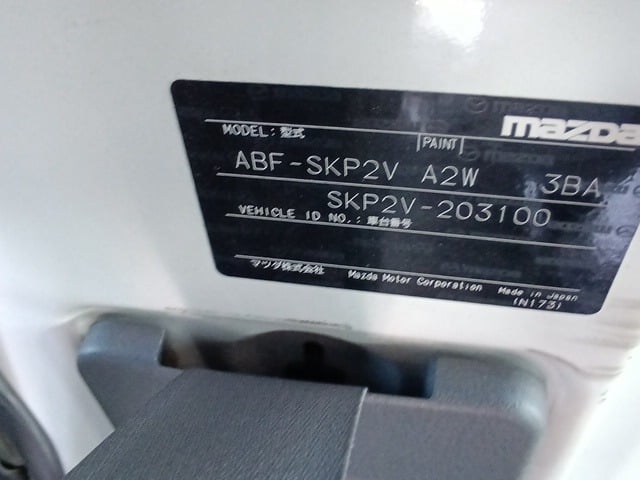 mazda
MODEL: 型式 PAINT
ABF-SKP2V A2W 3BA
SKP2V-203100
VEHICLE ID NO.: 車台番号
マツダ株式会社 Mazda Motor Corporation Made in Japan
(N173)